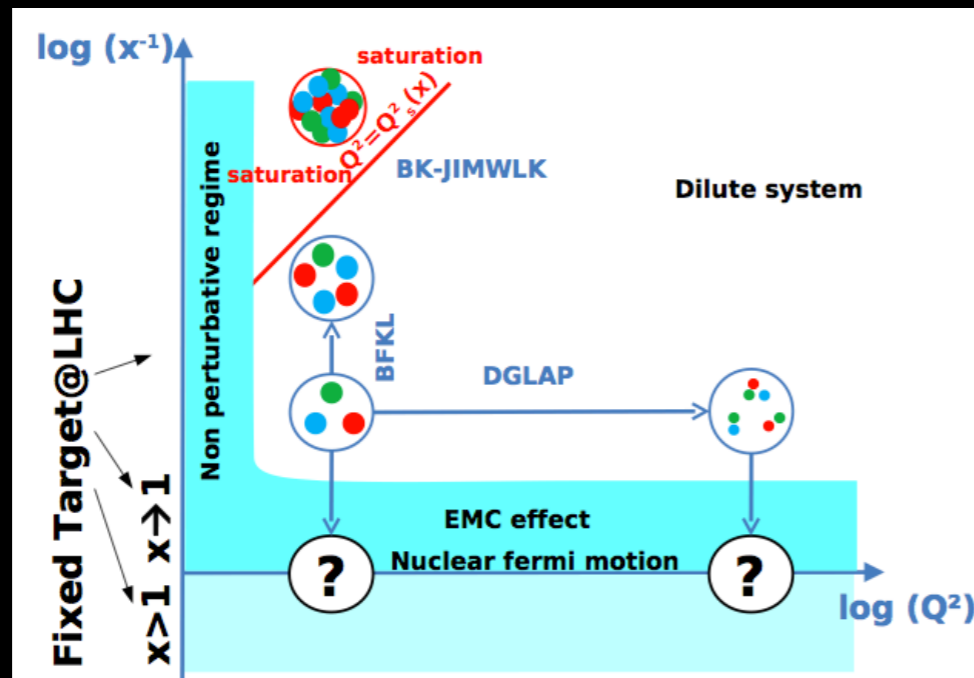 log (x⁻¹)
saturation
Q²=Q²ₛ(x)
saturation
BK-JIMWLK
Dilute system
Non perturbative regime
BFKL
DGLAP
Fixed Target@LHC
x→1
x>1
EMC effect
Nuclear fermi motion
?
?
log (Q²)